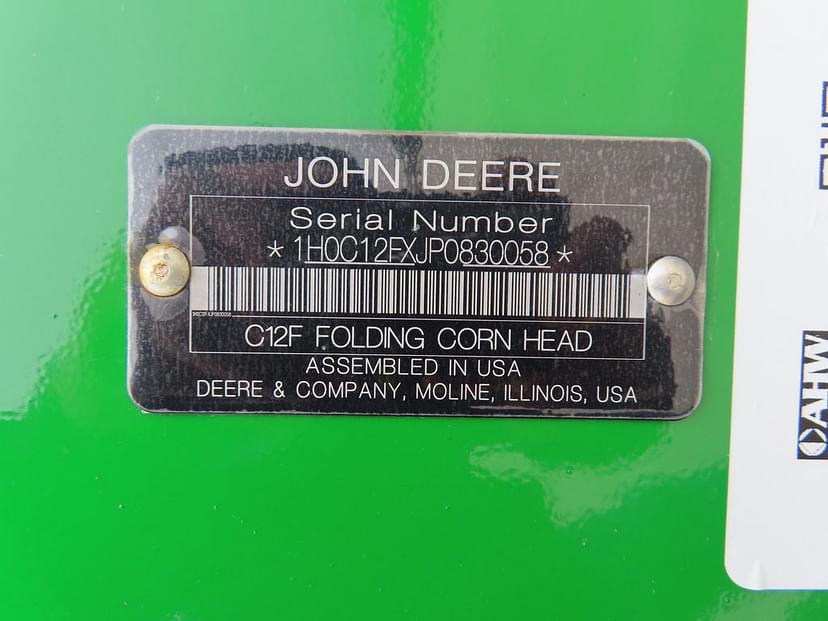 JOHN DEERE
Serial Number
*1H0C12FXJP0830058*
C12F FOLDING CORN HEAD
ASSEMBLED IN USA
DEERE & COMPANY, MOLINE, ILLINOIS, USA
AHW